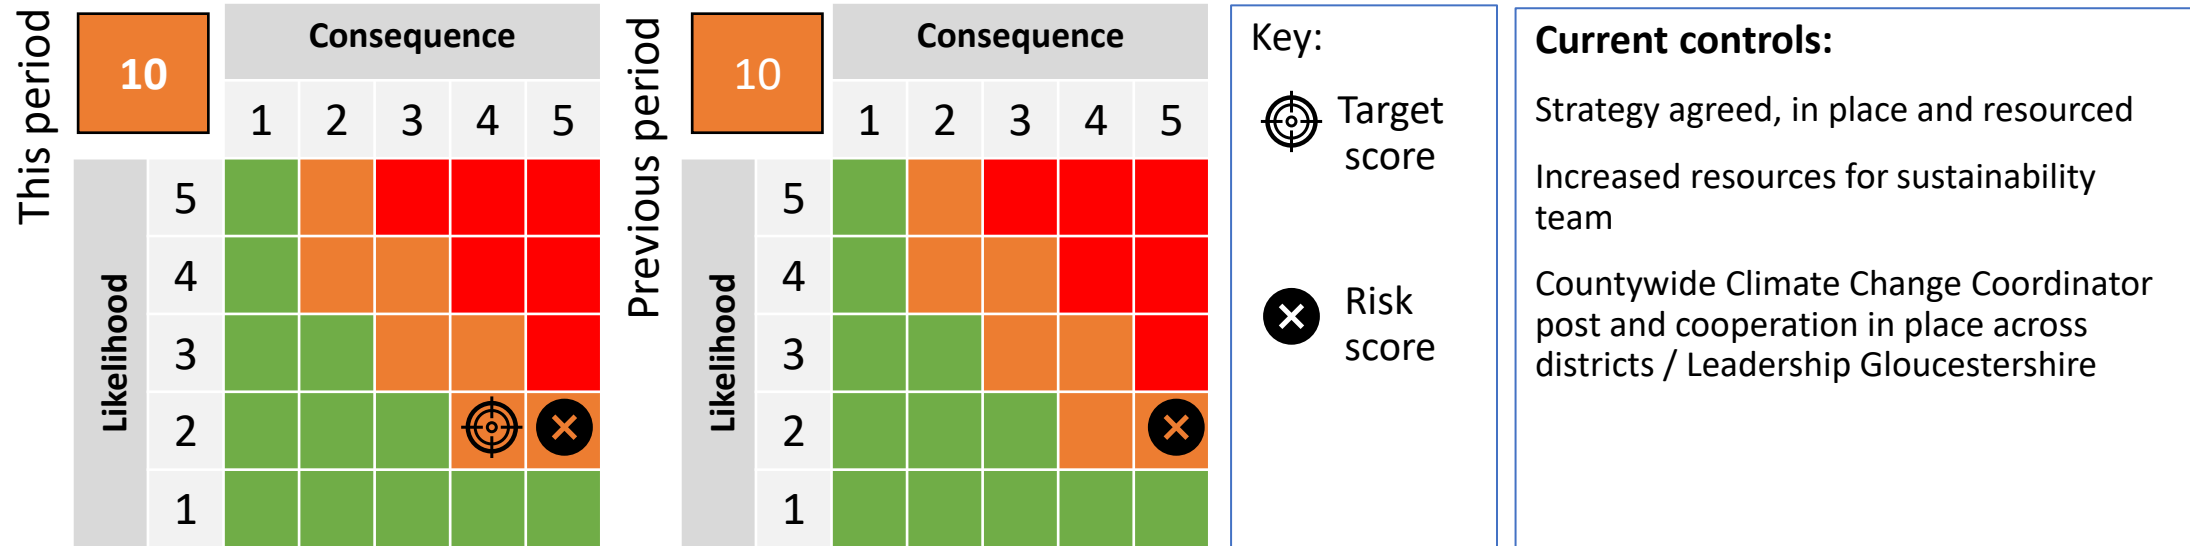 This period
10
Consequence
1 2 3 4 5
Likelihood
5
4
3
2
1
Previous period
10
Consequence
1 2 3 4 5
Likelihood
5
4
3
2
1
Key:
Target
score
Risk
score
Current controls:
Strategy agreed, in place and resourced
Increased resources for sustainability
team
Countywide Climate Change Coordinator
post and cooperation in place across
districts / Leadership Gloucestershire